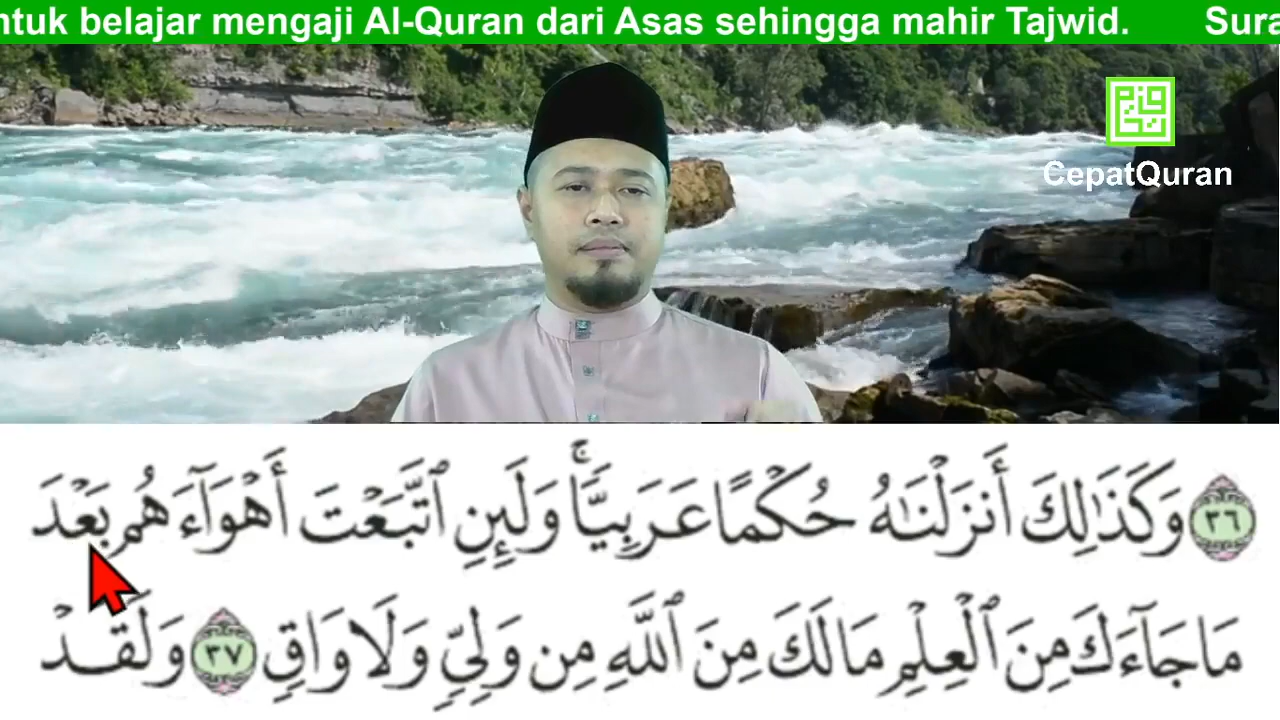 ntuk belajar mengaji Al-Quran dari Asas sehingga mahir Tajwid. Sura
CepatQuran
٣٦ وَكَذَٰلِكَ أَنزَلْنَٰهُ حُكْمًا عَرَبِيًّا ۚ وَلَئِنِ ٱتَّبَعْتَ أَهْوَآءَهُم بَعْدَ
مَا جَآءَكَ مِنَ ٱلْعِلْمِ مَا لَكَ مِنَ ٱللَّهِ مِن وَلِىٍّ وَلَا وَاقٍ ٣٧ وَلَقَدْ